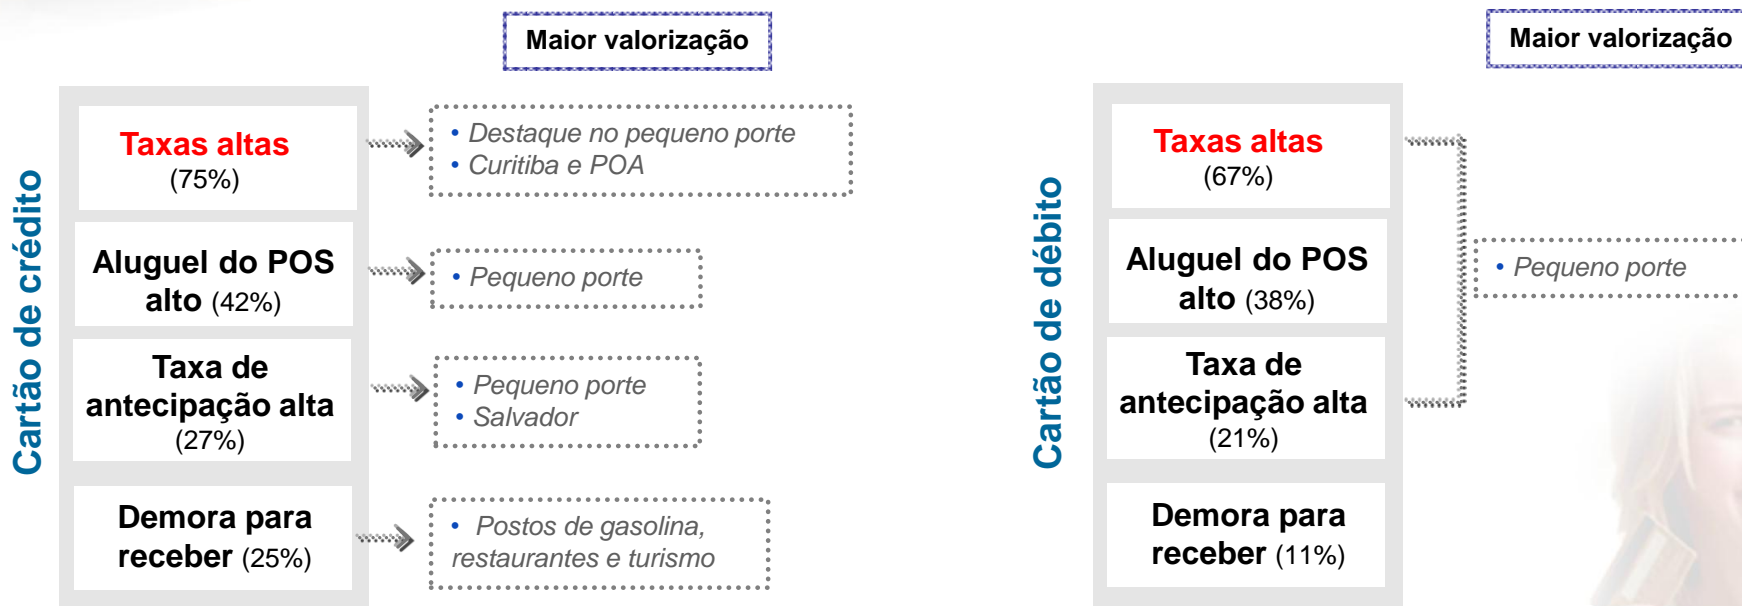 Maior valorização
Cartão de crédito
Taxas altas
(75%)
• Destaque no pequeno porte
• Curitiba e POA
Aluguel do POS
alto (42%)
• Pequeno porte
Taxa de
antecipação alta
(27%)
• Pequeno porte
• Salvador
Demora para
receber (25%)
• Postos de gasolina,
restaurantes e turismo
Maior valorização
Cartão de débito
Taxas altas
(67%)
Aluguel do POS
alto (38%)
Taxa de
antecipação alta
(21%)
Demora para
receber (11%)
• Pequeno porte